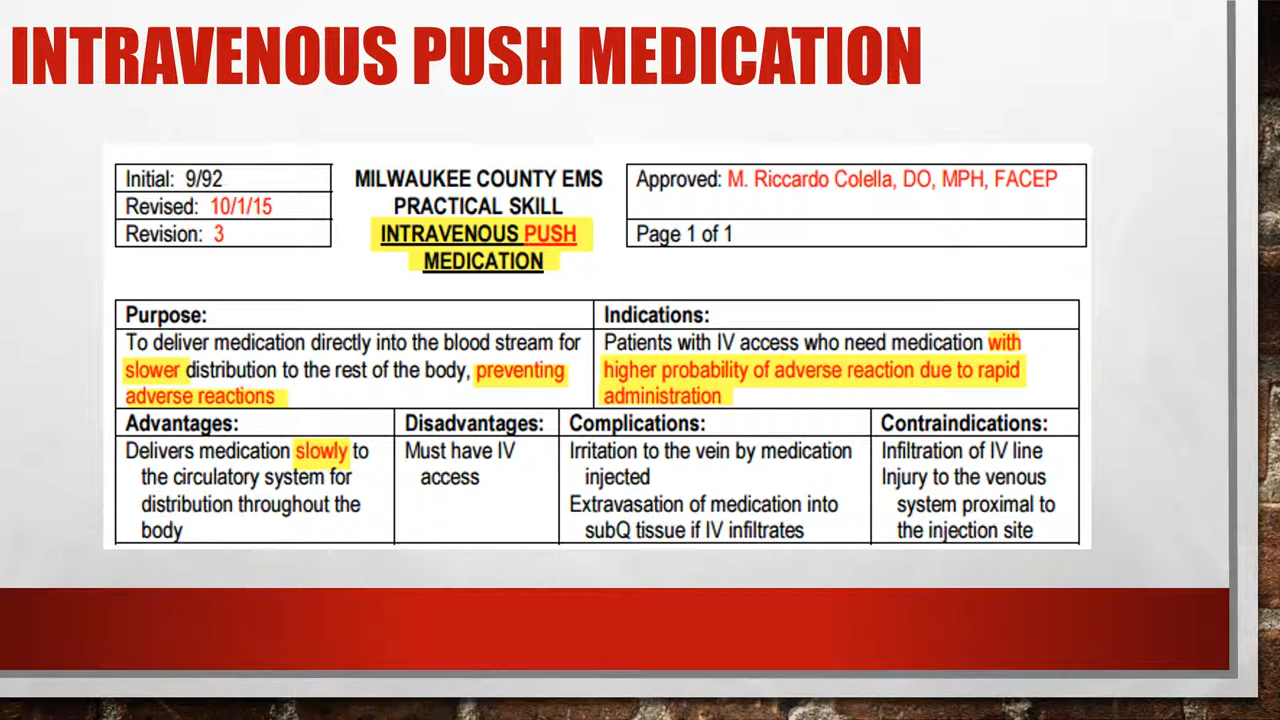 INTRAVENOUS PUSH MEDICATION
Initial: 9/92
Revised: 10/1/15
Revision: 3
MILWAUKEE COUNTY EMS
PRACTICAL SKILL
INTRAVENOUS PUSH
MEDICATION
Approved: M. Riccardo Colella, DO, MPH, FACEP
Page 1 of 1
Purpose:
To deliver medication directly into the blood stream for
slower distribution to the rest of the body, preventing
adverse reactions
Indications:
Patients with IV access who need medication with
higher probability of adverse reaction due to rapid
administration
Advantages:
Delivers medication slowly to
the circulatory system for
distribution throughout the
body
Disadvantages:
Must have IV
access
Complications:
Irritation to the vein by medication
injected
Extravasation of medication into
subQ tissue if IV infiltrates
Contraindications:
Infiltration of IV line
Injury to the venous
system proximal to
the injection site